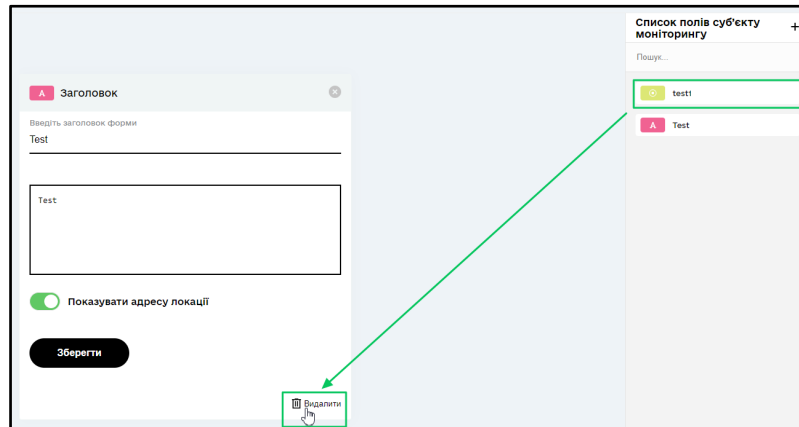 Список полів суб'єкту
моніторингу
+
Пошук...
A Заголовок
Введіть заголовок форми
Test
Test
Показувати адресу локації
Зберегти
Видалити
test1
A Test